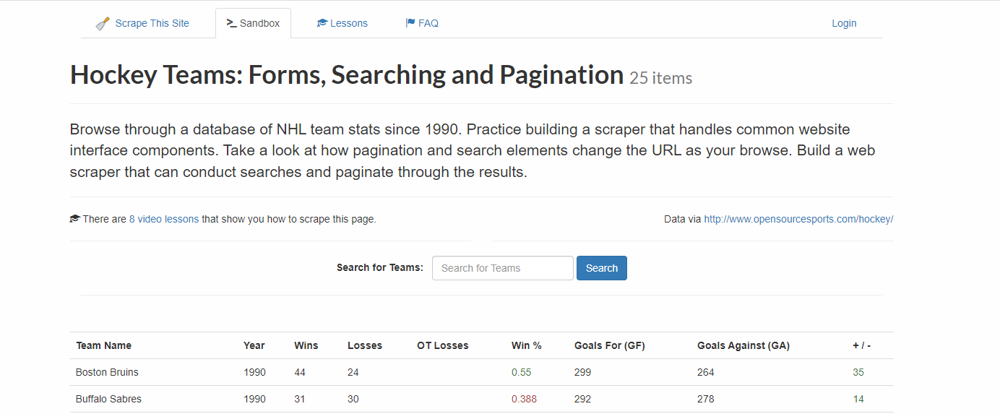 Scrape This Site Sandbox Lessons FAQ Login
Hockey Teams: Forms, Searching and Pagination 25 items
Browse through a database of NHL team stats since 1990. Practice building a scraper that handles common website
interface components. Take a look at how pagination and search elements change the URL as your browse. Build a web
scraper that can conduct searches and paginate through the results.
There are 8 video lessons that show you how to scrape this page. Data via http://www.opensourcesports.com/hockey/
Search for Teams: Search for Teams Search
Team Name Year Wins Losses OT Losses Win % Goals For (GF) Goals Against (GA) + / -
Boston Bruins 1990 44 24 0.55 299 264 35
Buffalo Sabres 1990 31 30 0.388 292 278 14